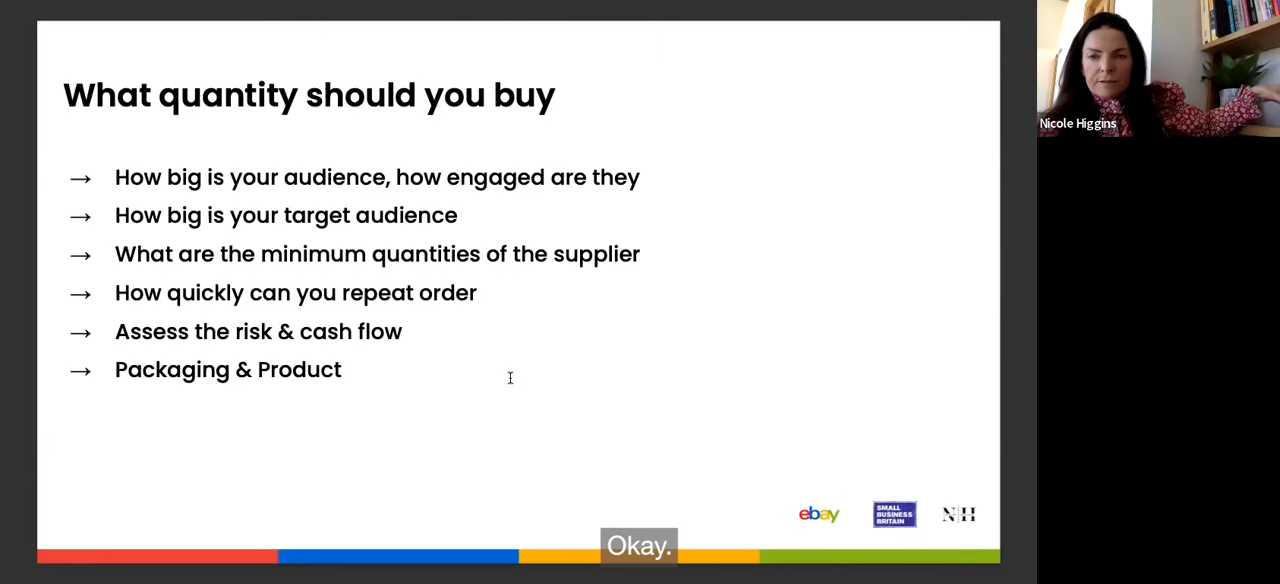 What quantity should you buy
→ How big is your audience, how engaged are they
→ How big is your target audience
→ What are the minimum quantities of the supplier
→ How quickly can you repeat order
→ Assess the risk & cash flow
→ Packaging & Product
ebay
SMALL
BUSINESS
BRITAIN
N|H
Okay.
Nicole Higgins